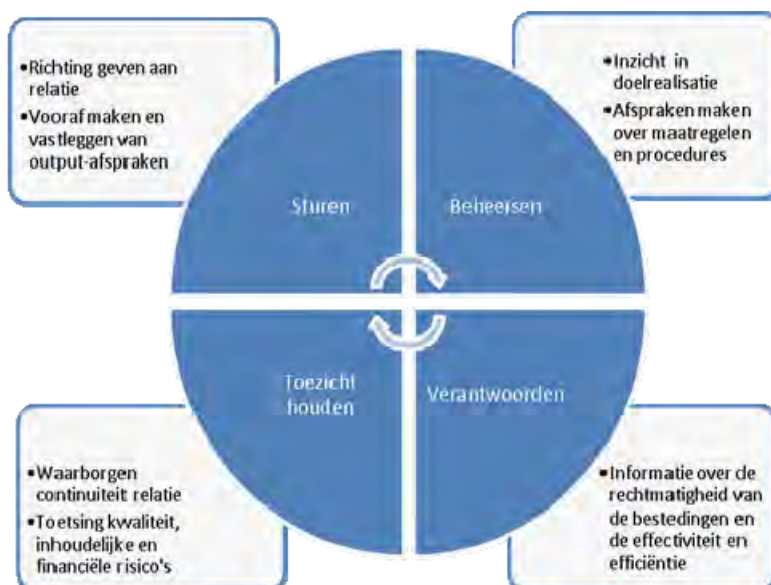 •Richting geven aan
relatie
•Vooraf maken en
vastleggen van
output-afspraken
•Inzicht in
doelrealisatie
•Afspraken maken
over maatregelen
en procedures
Sturen
Beheersen
Toezicht
houden
Verantwoorden
•Waarborgen
continuiteit relatie
•Toetsing kwaliteit,
inhoudelijke en
financiële risico's
•Informatie over de
rechtmatigheid van
de bestedingen en
de effectiviteit en
efficiëntie